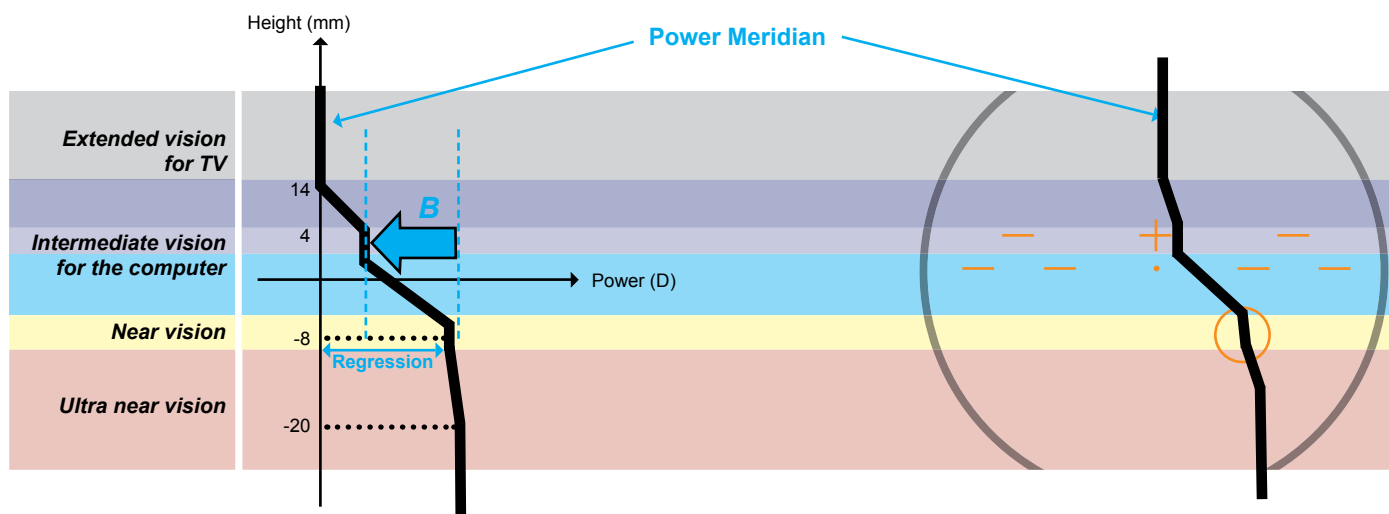 Height (mm)
Power Meridian
Extended vision
for TV
14
B
4
Intermediate vision
for the computer
Power (D)
Near vision
-8
Regression
Ultra near vision
-20